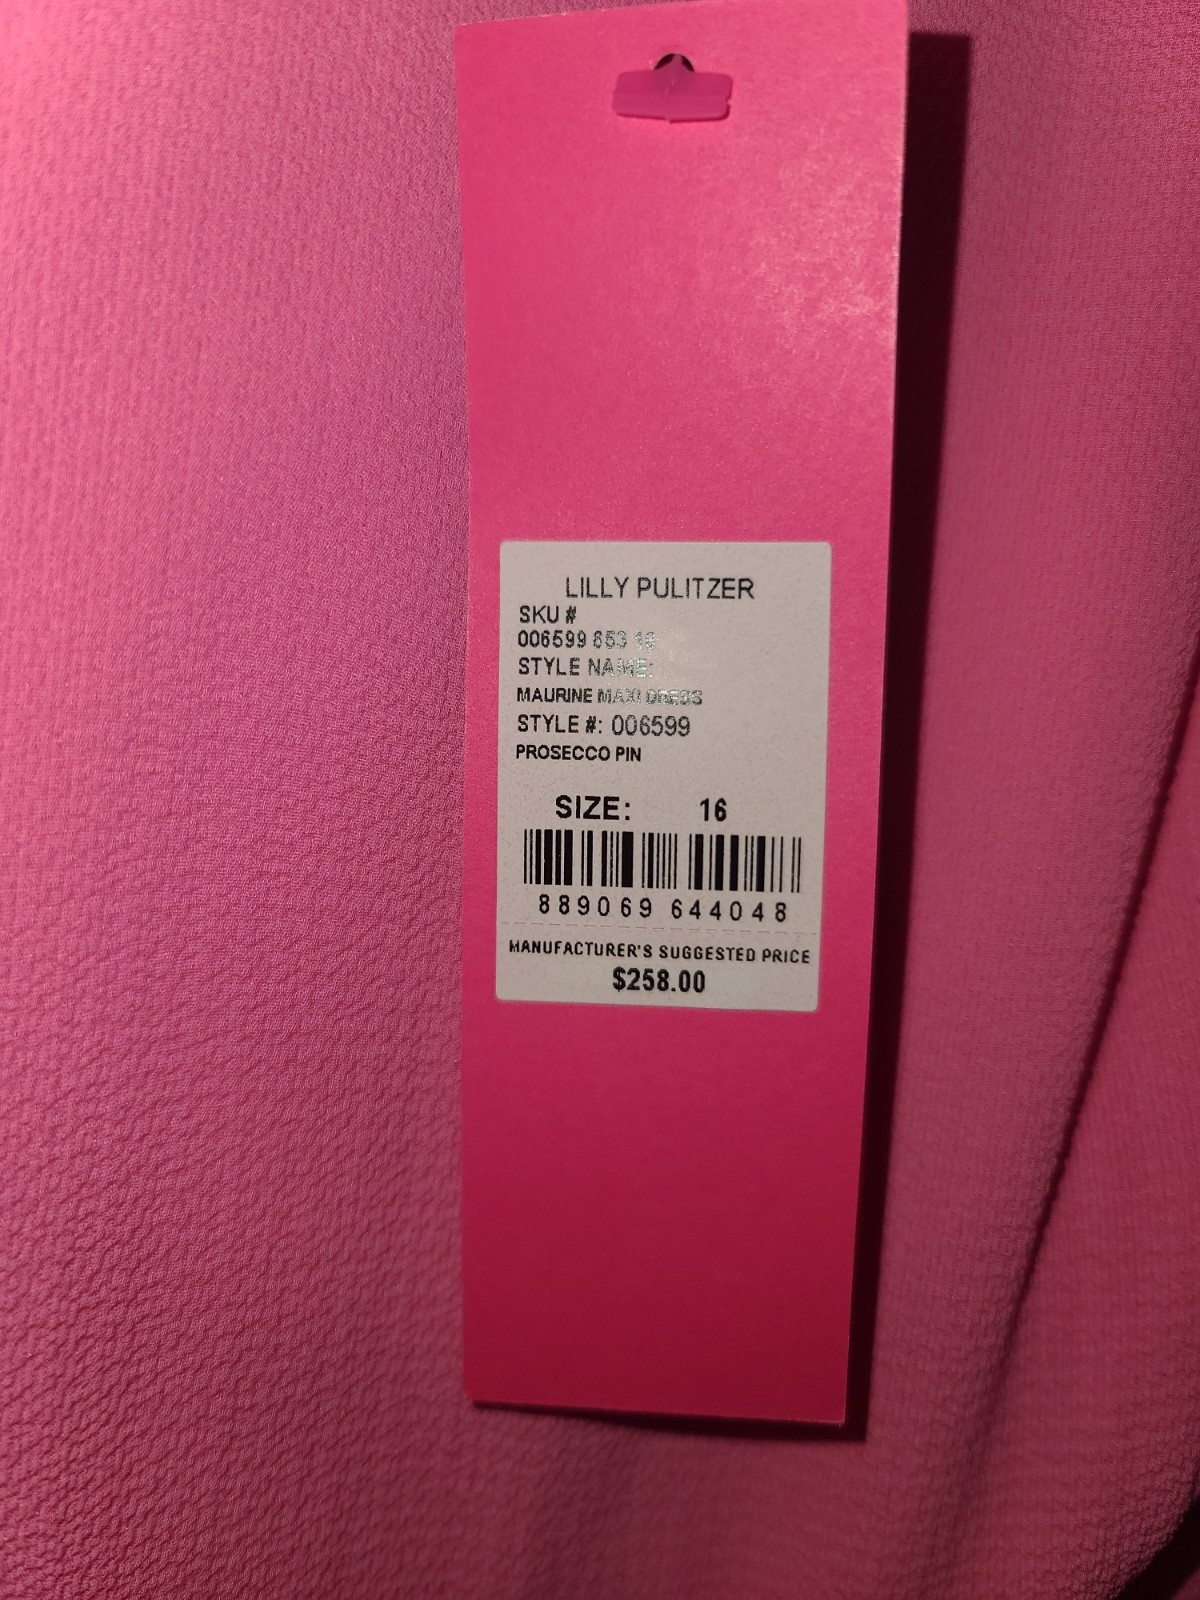 LILLY PULITZER
SKU #
006599 653 16
STYLE NAME:
MAURINE MAXI DRESS
STYLE #: 006599
PROSECCO PIN
SIZE: 16
889069 644048
MANUFACTURER'S SUGGESTED PRICE
$258.00